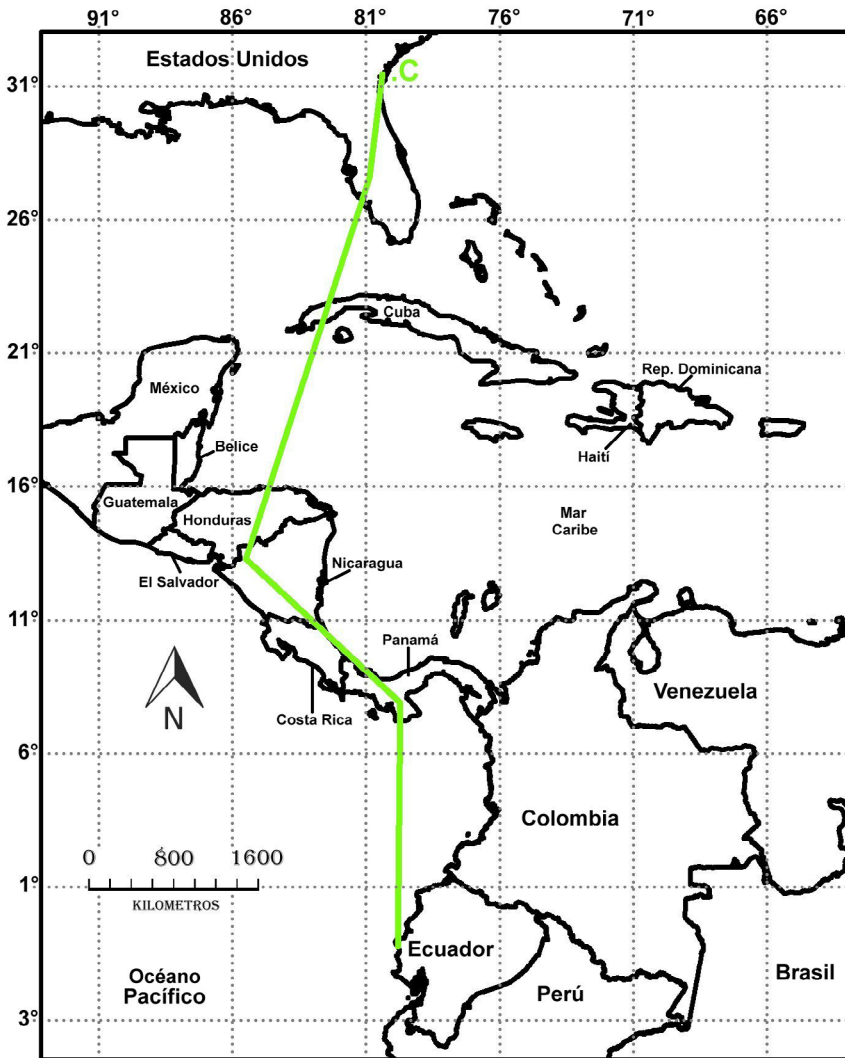 91° 86° 81° 76° 71° 66°
Estados Unidos
.C
31°
26°
Cuba
21°
Rep. Dominicana
México
Belice
Haití
16°
Guatemala
Honduras
Mar
Caribe
El Salvador
Nicaragua
11°
Panamá
Venezuela
N
Costa Rica
6°
Colombia
0 800 1600
KILOMETROS
1°
Ecuador
Océano
Pacífico
Perú
Brasil
3°